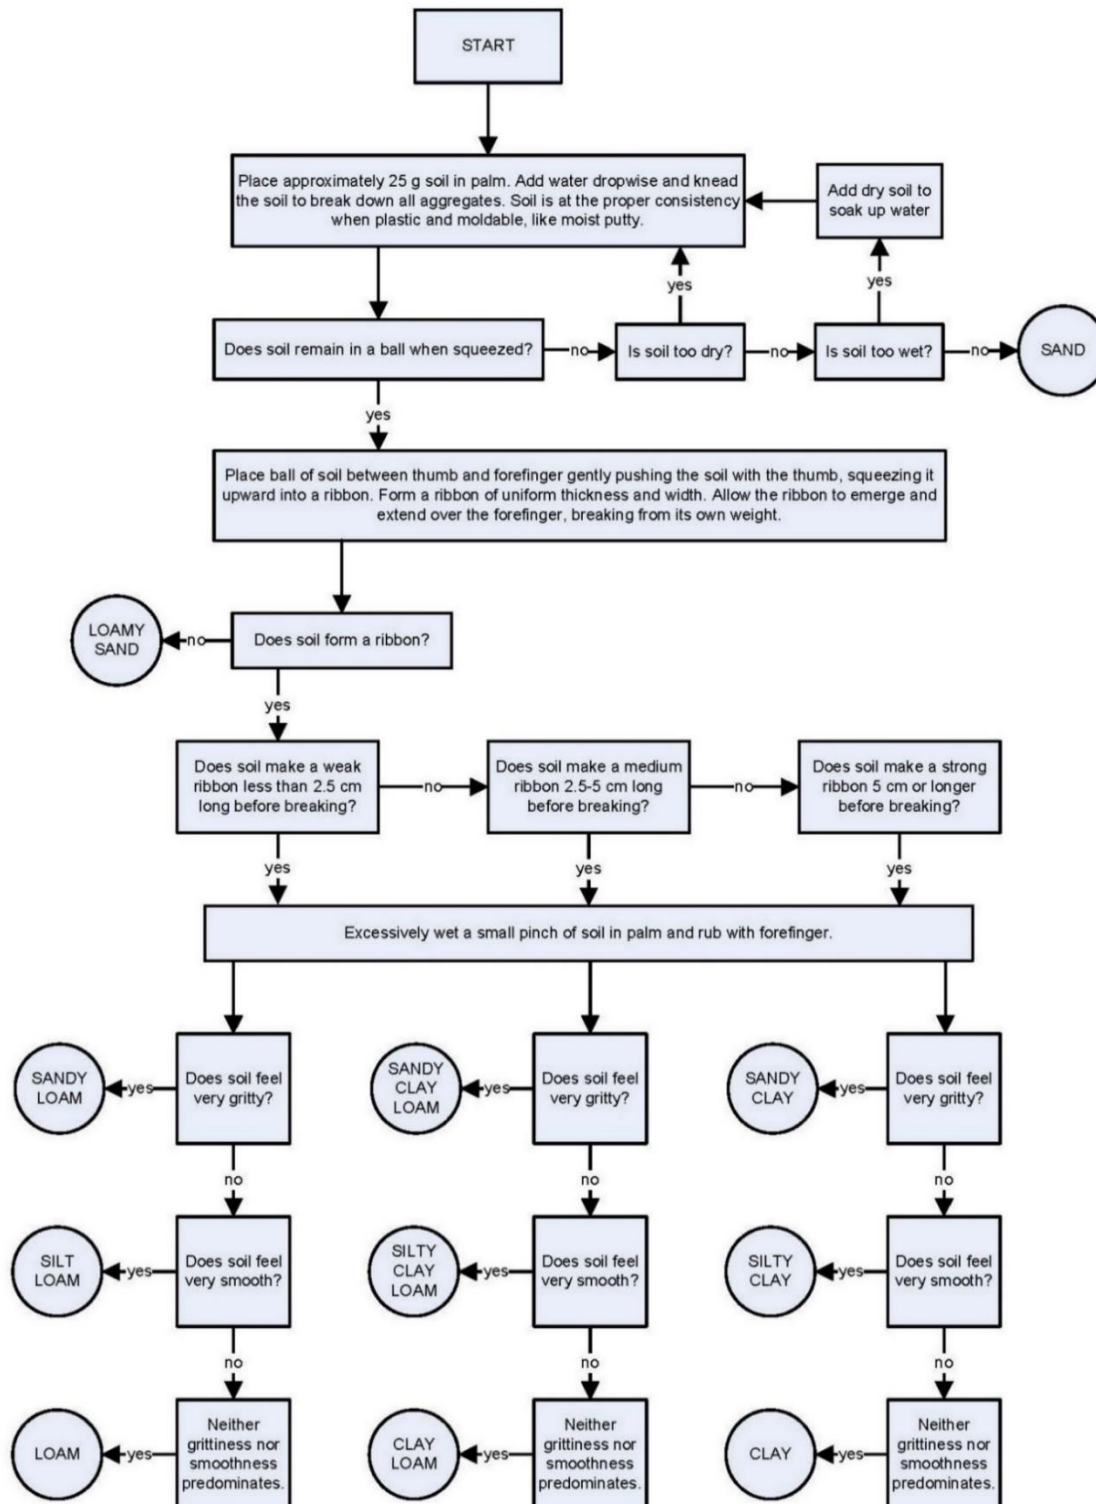 START
Place approximately 25 g soil in palm. Add water dropwise and knead
the soil to break down all aggregates. Soil is at the proper consistency
when plastic and moldable, like moist putty.
Add dry soil to
soak up water
yes
yes
Does soil remain in a ball when squeezed?
no
Is soil too dry?
no
Is soil too wet?
no
SAND
yes
Place ball of soil between thumb and forefinger gently pushing the soil with the thumb, squeezing it
upward into a ribbon. Form a ribbon of uniform thickness and width. Allow the ribbon to emerge and
extend over the forefinger, breaking from its own weight.
LOAMY
SAND
no
Does soil form a ribbon?
yes
Does soil make a weak
ribbon less than 2.5 cm
long before breaking?
no
Does soil make a medium
ribbon 2.5-5 cm long
before breaking?
no
Does soil make a strong
ribbon 5 cm or longer
before breaking?
yes
yes
yes
Excessively wet a small pinch of soil in palm and rub with forefinger.
SANDY
LOAM
yes
Does soil feel
very gritty?
SANDY
CLAY
LOAM
yes
Does soil feel
very gritty?
SANDY
CLAY
yes
Does soil feel
very gritty?
no
no
no
SILT
LOAM
yes
Does soil feel
very smooth?
SILTY
CLAY
LOAM
yes
Does soil feel
very smooth?
SILTY
CLAY
yes
Does soil feel
very smooth?
no
no
no
LOAM
yes
Neither
grittiness nor
smoothness
predominates.
CLAY
LOAM
yes
Neither
grittiness nor
smoothness
predominates.
CLAY
yes
Neither
grittiness nor
smoothness
predominates.